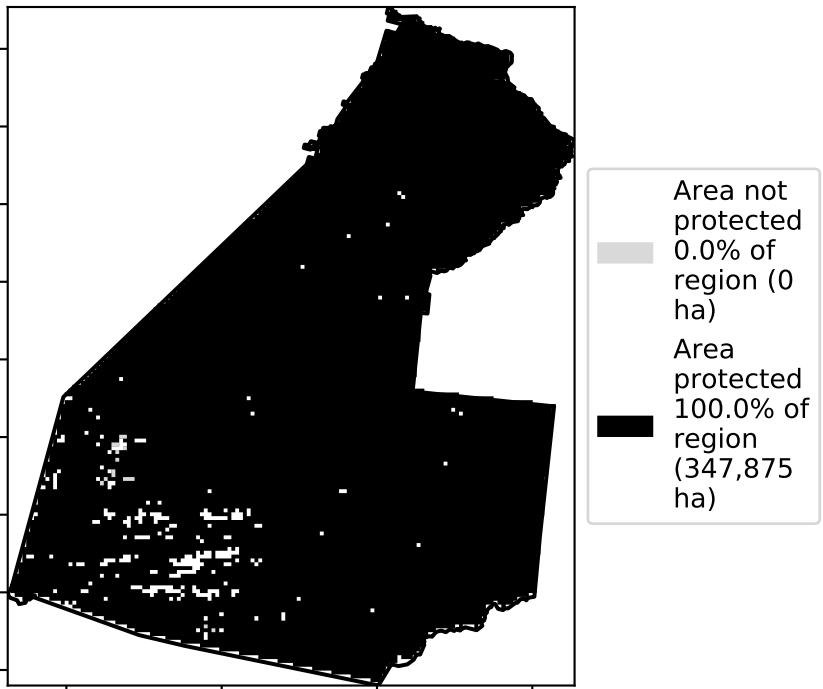 Area not
protected
0.0% of
region (0
ha)
Area
protected
100.0% of
region
(347,875
ha)